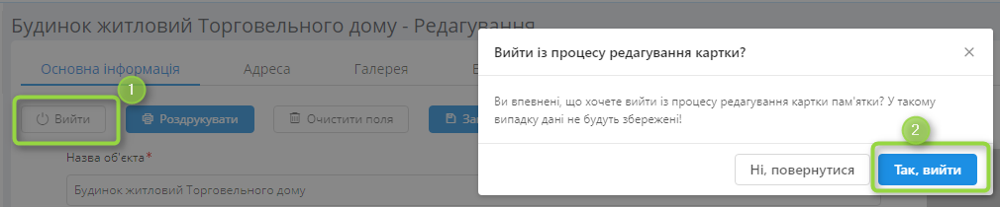 Будинок житловий Торговельного дому - Редагування
Основна інформація Адреса Галерея
1
Вийти Роздрукувати Очистити поля
Назва об'єкта*
Будинок житловий Торговельного дому
Вийти із процесу редагування картки? ×
Ви впевнені, що хочете вийти із процесу редагування картки пам'ятки? У такому
випадку дані не будуть збережені!
2
Ні, повернутися Так, вийти